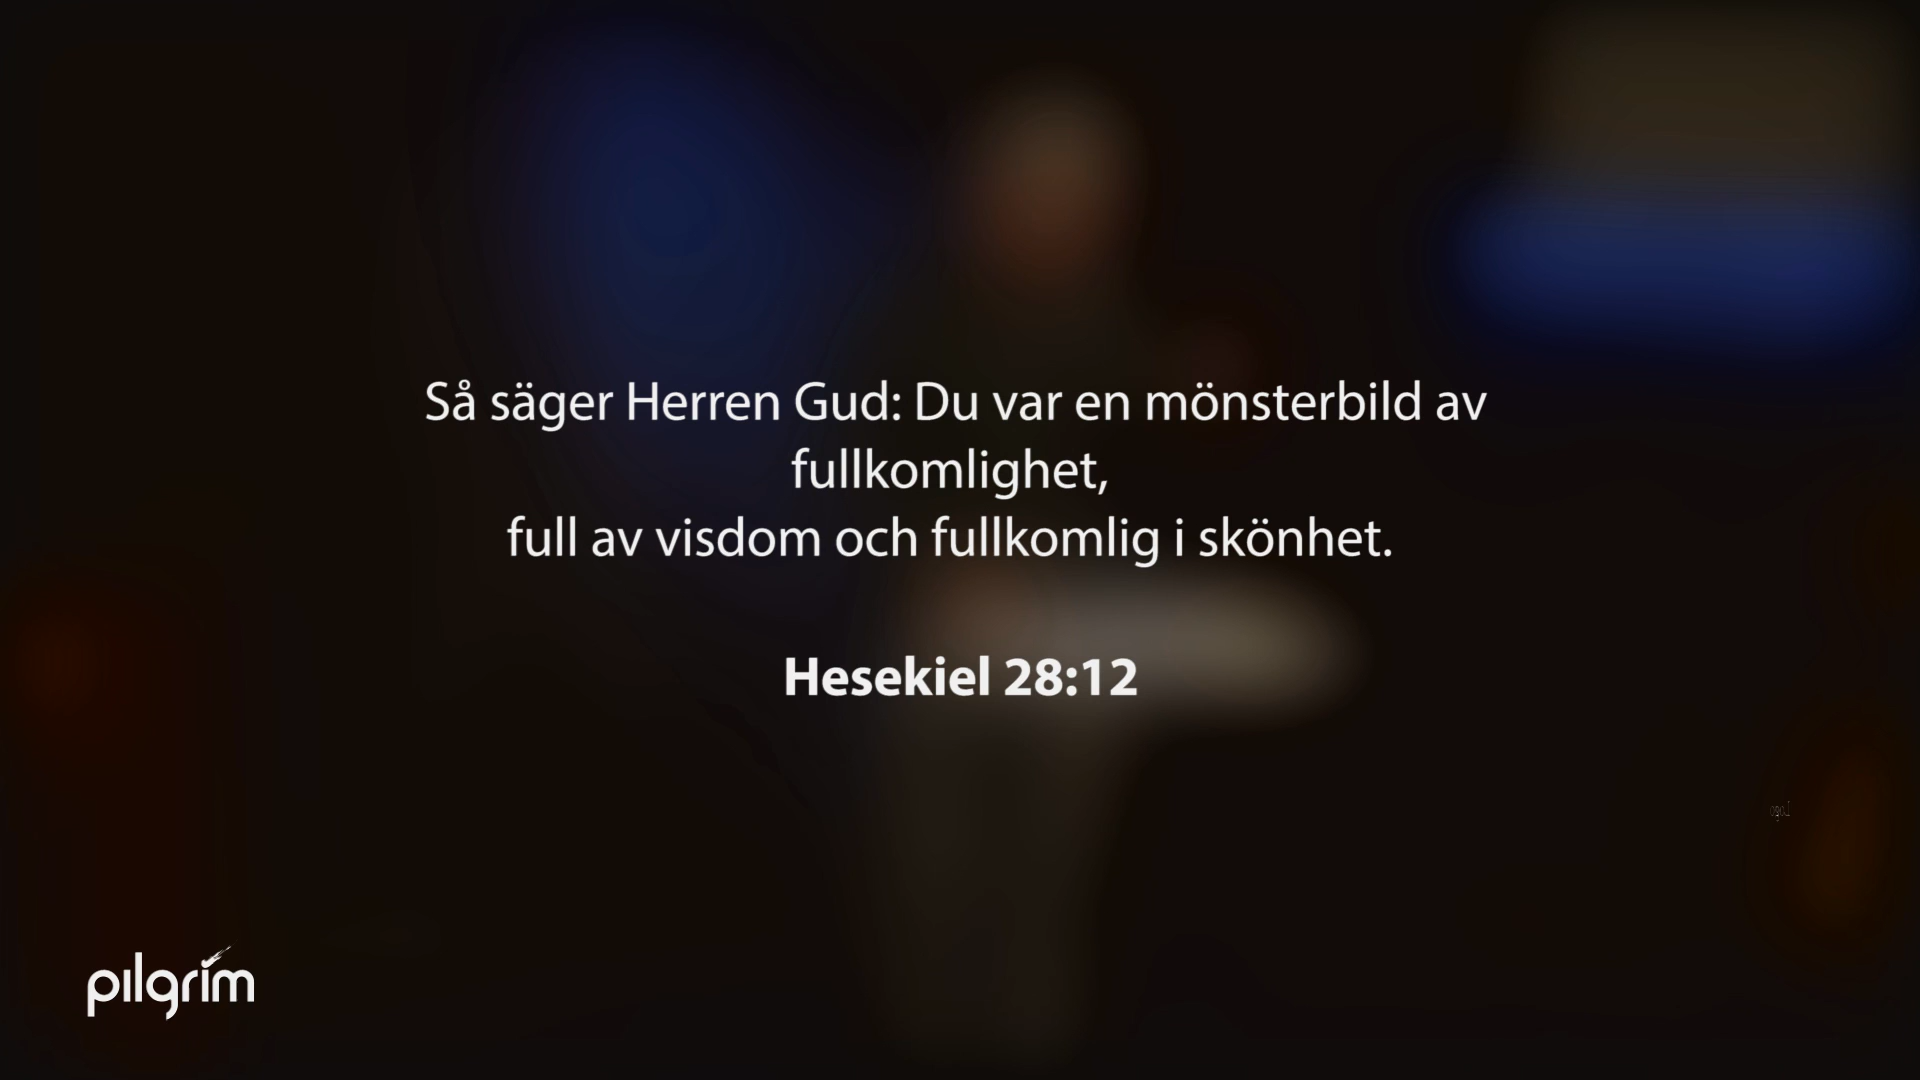 Så säger Herren Gud: Du var en mönsterbild av
fullkomlighet,
full av visdom och fullkomlig i skönhet.
Hesekiel 28:12
pilgrim